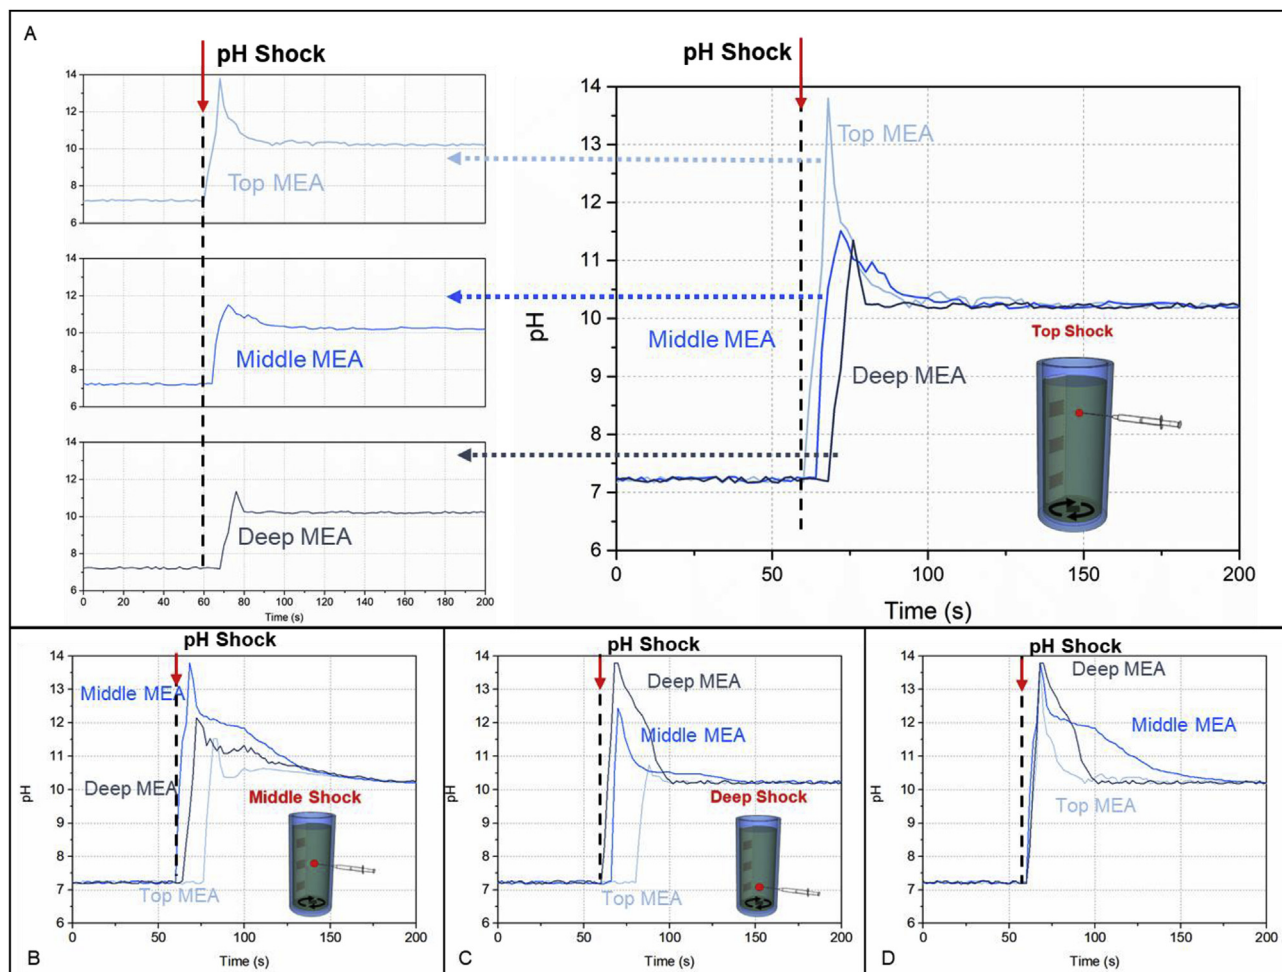 A
pH Shock
14
12
10
8
6
Top MEA
14
12
10
8
6
Middle MEA
14
12
10
8
6
Deep MEA
0 20 40 60 80 100 120 140 160 180 200
Time (s)
pH Shock
14
13
12
11
10
9
8
7
6
pH
Top MEA
Middle MEA
Deep MEA
Top Shock
0 50 100 150 200
Time (s)
pH Shock
14
13
12
11
10
9
8
7
6
pH
Middle MEA
Deep MEA
Middle Shock
Top MEA
0 50 100 150 200
B
Time (s)
pH Shock
14
13
12
11
10
9
8
7
6
pH
Deep MEA
Middle MEA
Deep Shock
Top MEA
0 50 100 150 200
C
Time (s)
pH Shock
14
13
12
11
10
9
8
7
6
pH
Deep MEA
Middle MEA
Top MEA
0 50 100 150 200
D
Time (s)